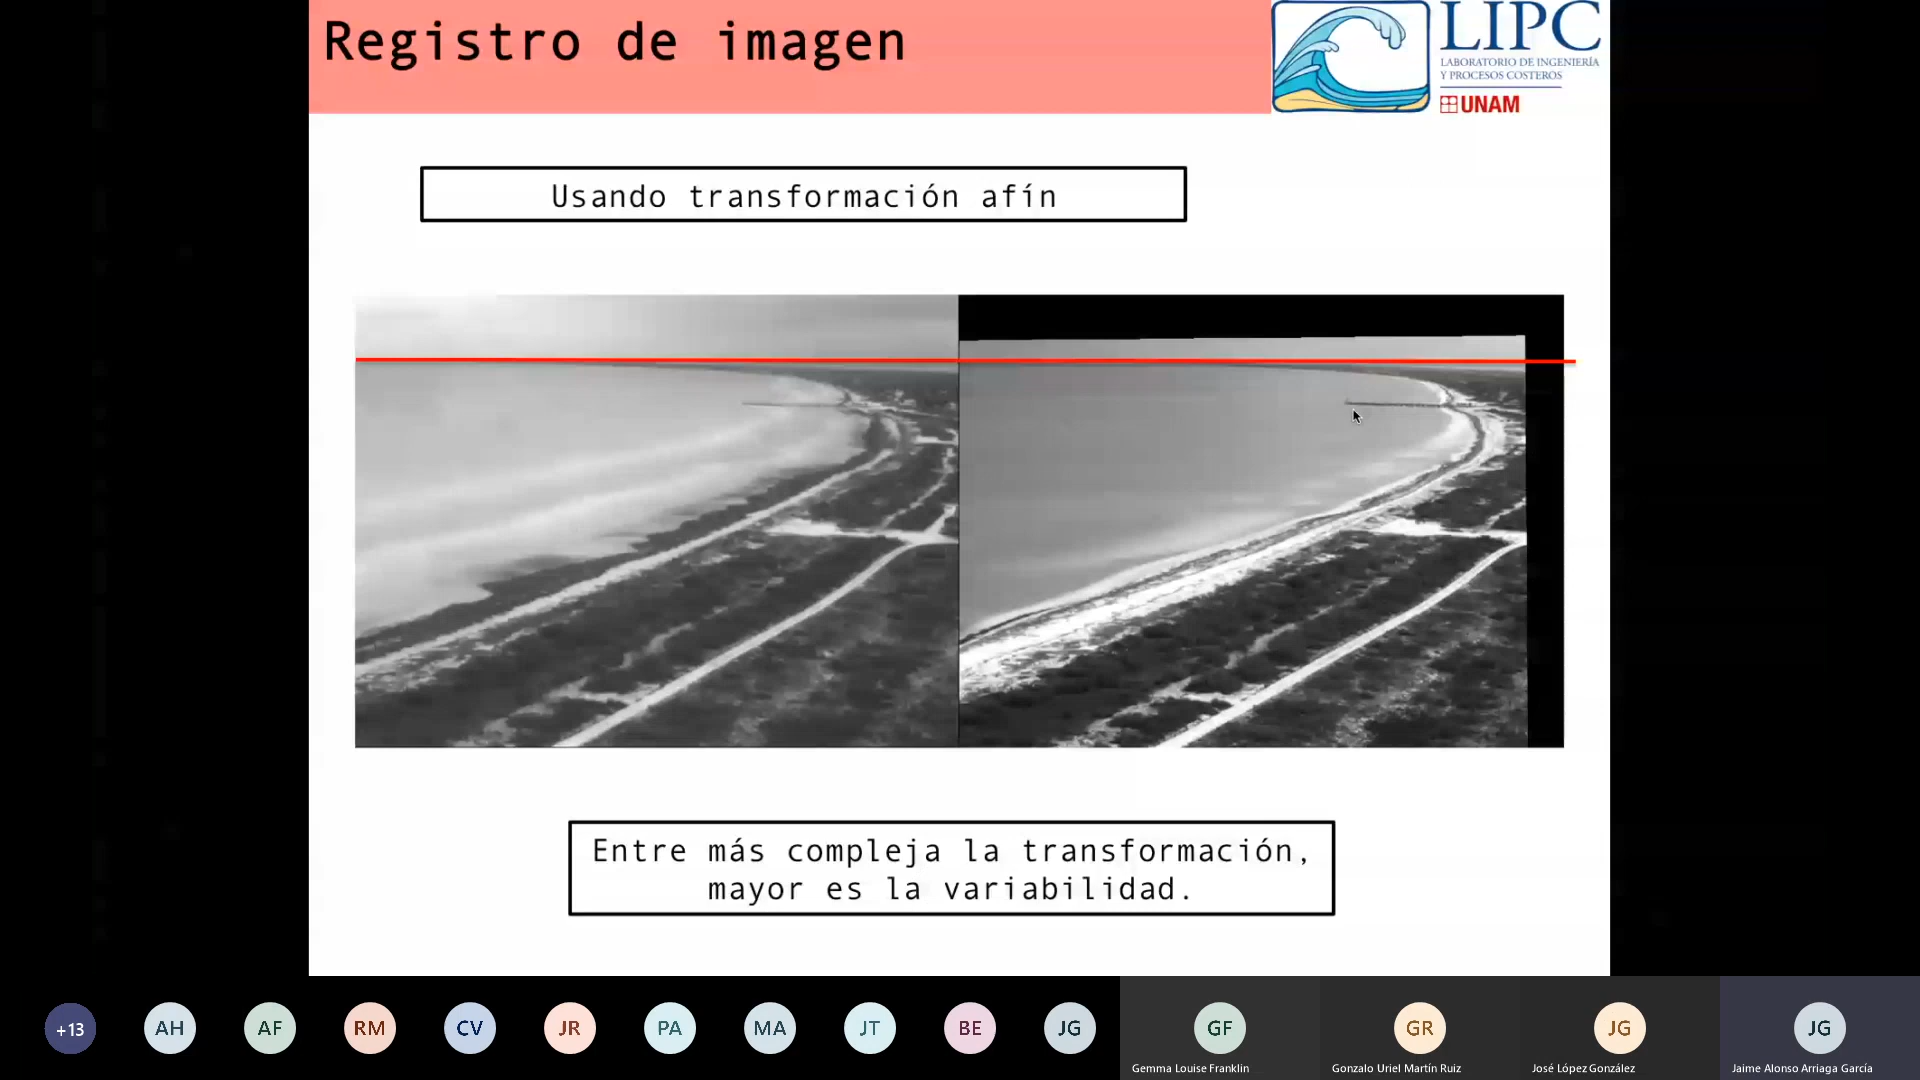 Registro de imagen
LIPC
LABORATORIO DE INGENIERÍA
Y PROCESOS COSTEROS
UNAM
Usando transformación afín
Entre más compleja la transformación,
mayor es la variabilidad.
+13
AH
AF
RM
CV
JR
PA
MA
JT
BE
JG
GF
GR
JG
JG
Gemma Louise Franklin
Gonzalo Uriel Martín Ruiz
José López González
Jaime Alonso Arriaga García